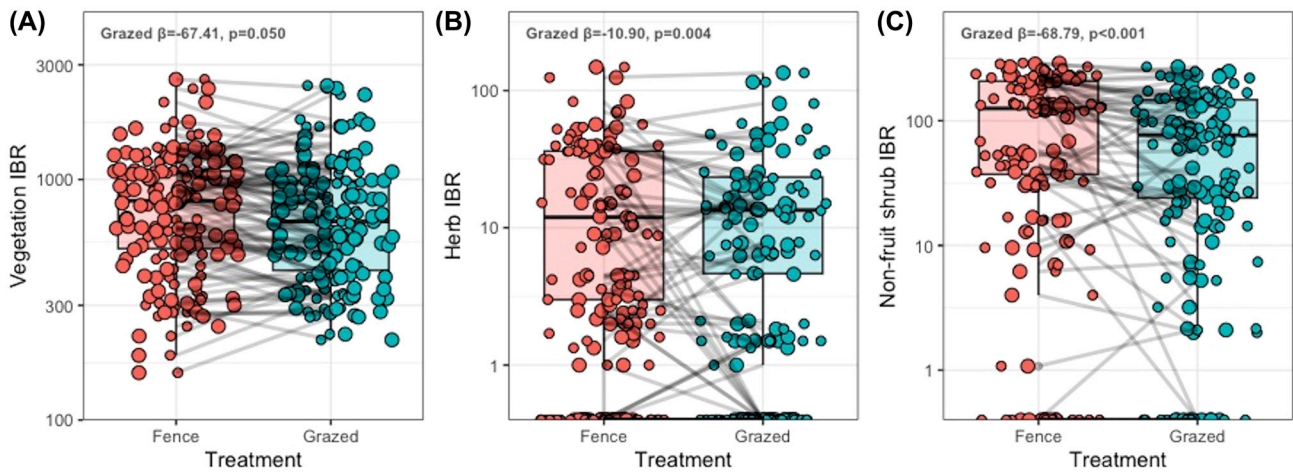 (A)
Grazed β=-67.41, p=0.050
Vegetation IBR
3000
1000
300
100
Fence
Grazed
Treatment
(B)
Grazed β=-10.90, p=0.004
Herb IBR
100
10
1
Fence
Grazed
Treatment
(C)
Grazed β=-68.79, p<0.001
Non-fruit shrub IBR
100
10
1
Fence
Grazed
Treatment